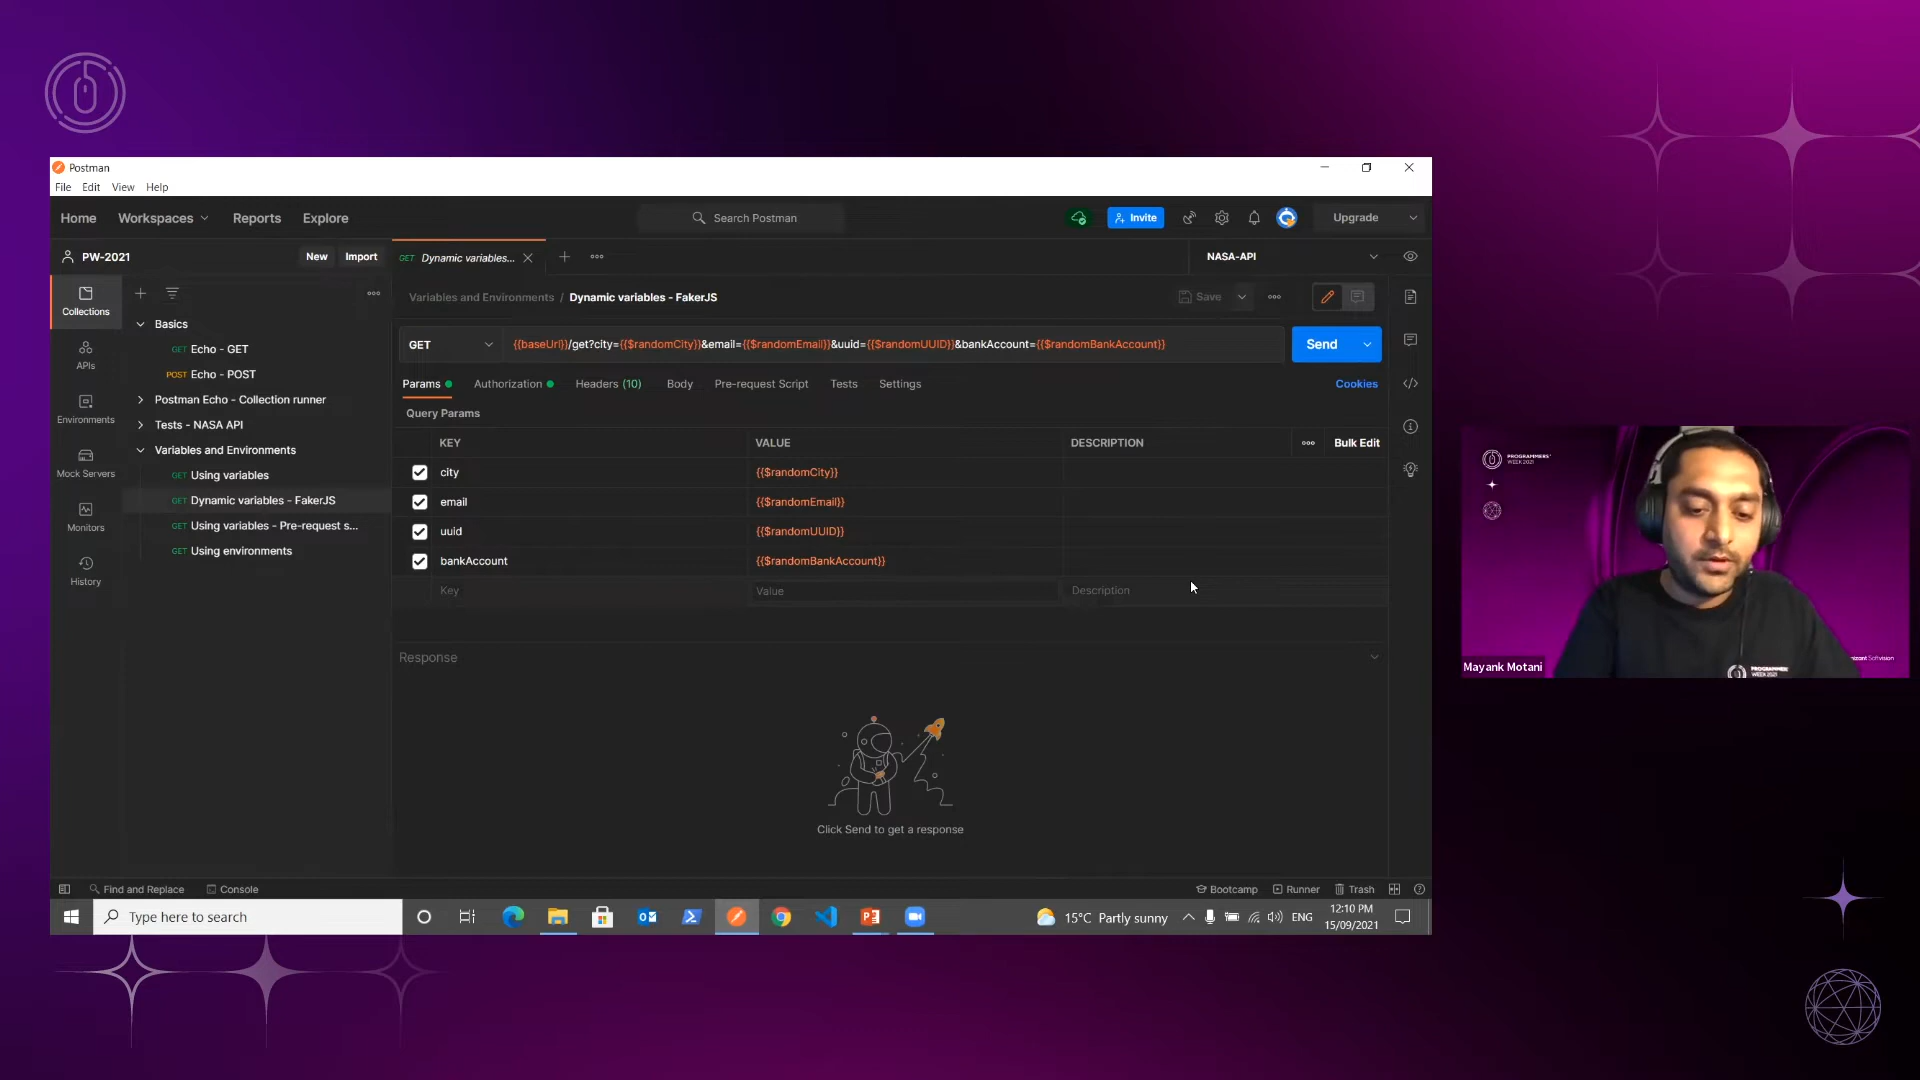 Postman
File Edit View Help
Home Workspaces Reports Explore
Search Postman
Invite
Upgrade
PW-2021
New Import
GET Dynamic variables...
NASA-API
Collections
APIs
Environments
Mock Servers
Monitors
History
Basics
GET Echo - GET
POST Echo - POST
Postman Echo - Collection runner
Tests - NASA API
Variables and Environments
GET Using variables
GET Dynamic variables - FakerJS
GET Using variables - Pre-request s...
GET Using environments
Variables and Environments / Dynamic variables - FakerJS
Save
GET {{baseUrl}}/get?city={{$randomCity}}&email={{$randomEmail}}&uuid={{$randomUUID}}&bankAccount={{$randomBankAccount}}
Send
Params Authorization Headers (10) Body Pre-request Script Tests Settings Cookies
Query Params
KEY VALUE DESCRIPTION Bulk Edit
city {{$randomCity}}
email {{$randomEmail}}
uuid {{$randomUUID}}
bankAccount {{$randomBankAccount}}
Key Value Description
Response
Click Send to get a response
Find and Replace Console
Bootcamp Runner Trash
Type here to search
15°C Partly sunny ENG
12:10 PM
15/09/2021
PROGRAMMERS'
WEEK 2021
Mayank Motani
PROGRAMMERS'
WEEK 2021